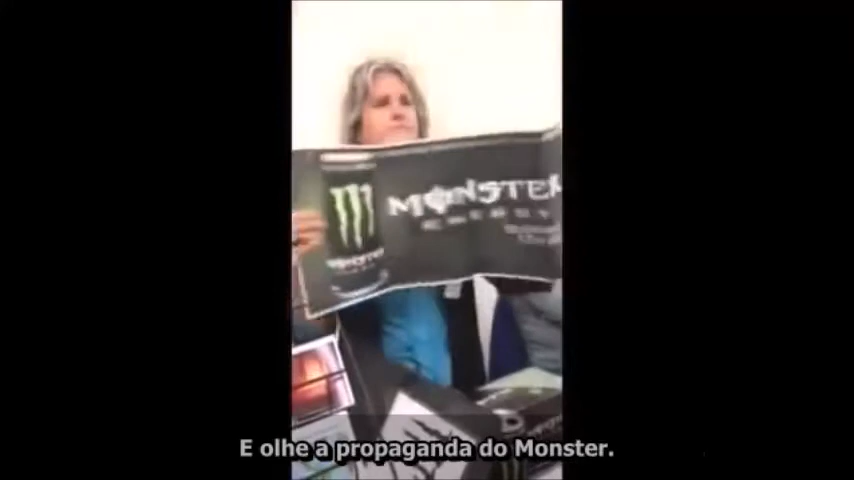 MONSTER
ENERGY
MONSTER
E olhe a propaganda do Monster.